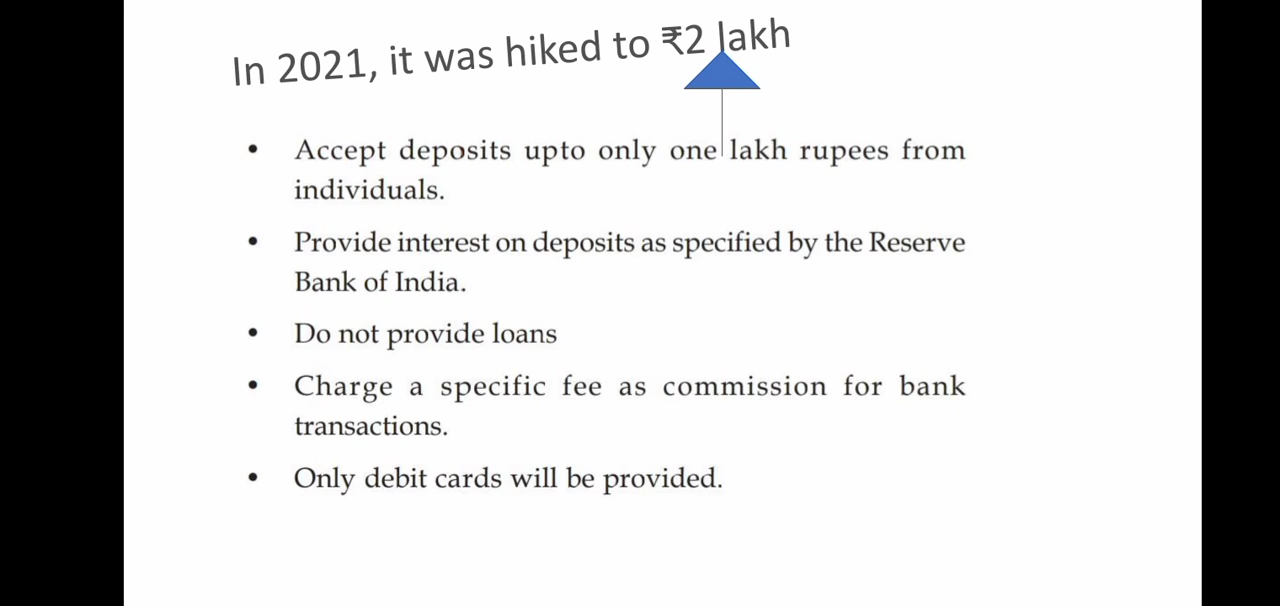 In 2021, it was hiked to ₹2 lakh
• Accept deposits upto only one lakh rupees from
individuals.
• Provide interest on deposits as specified by the Reserve
Bank of India.
• Do not provide loans
• Charge a specific fee as commission for bank
transactions.
• Only debit cards will be provided.